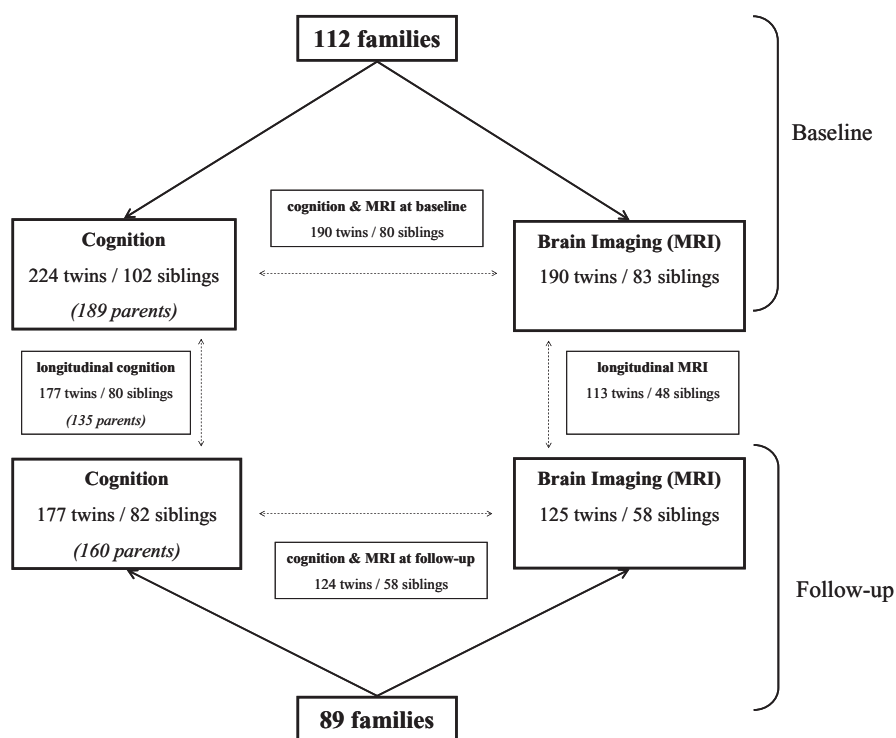 112 families
Baseline
cognition & MRI at baseline
190 twins / 80 siblings
Cognition
224 twins / 102 siblings
(189 parents)
Brain Imaging (MRI)
190 twins / 83 siblings
longitudinal cognition
177 twins / 80 siblings
(135 parents)
longitudinal MRI
113 twins / 48 siblings
Cognition
177 twins / 82 siblings
(160 parents)
Brain Imaging (MRI)
125 twins / 58 siblings
cognition & MRI at follow-up
124 twins / 58 siblings
Follow-up
89 families